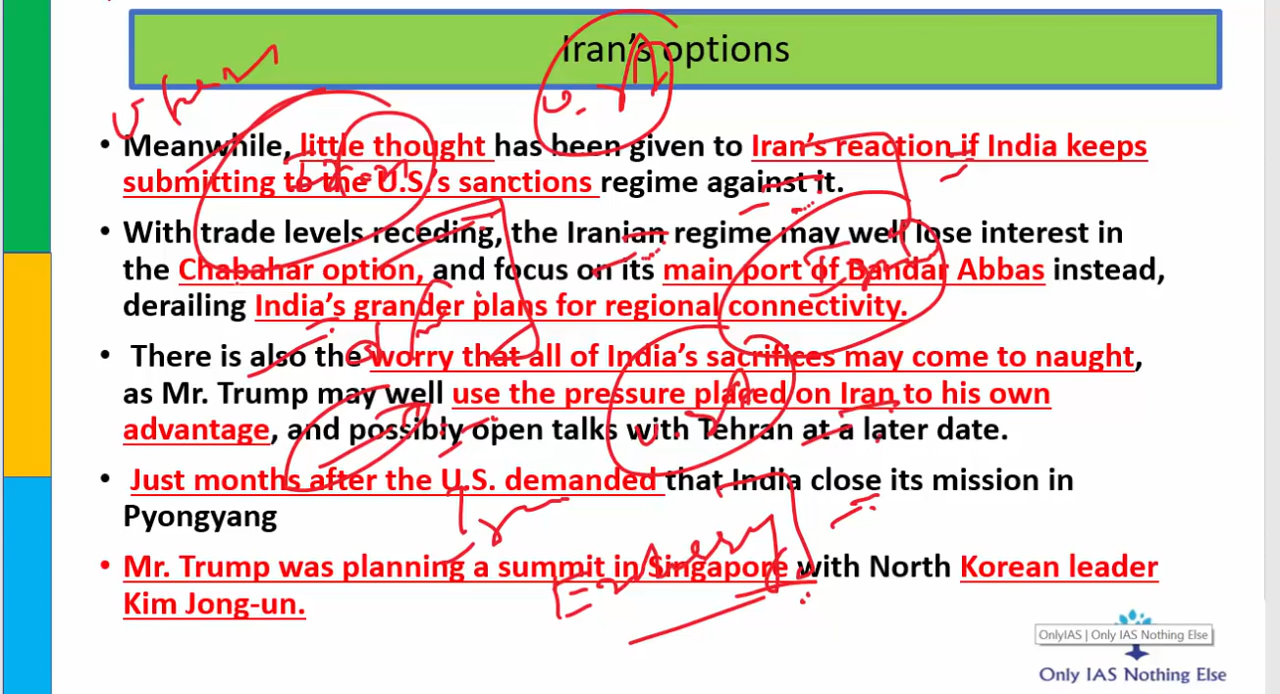 Iran's options
• Meanwhile, little thought has been given to Iran's reaction if India keeps
submitting to the U.S.'s sanctions regime against it.
• With trade levels receding, the Iranian regime may well lose interest in
the Chabahar option, and focus on its main port of Bandar Abbas instead,
derailing India's grander plans for regional connectivity.
• There is also the worry that all of India's sacrifices may come to naught,
as Mr. Trump may well use the pressure placed on Iran to his own
advantage, and possibly open talks with Tehran at a later date.
• Just months after the U.S. demanded that India close its mission in
Pyongyang
• Mr. Trump was planning a summit in Singapore with North Korean leader
Kim Jong-un.
OnlyIAS | Only IAS Nothing Else
Only IAS Nothing Else